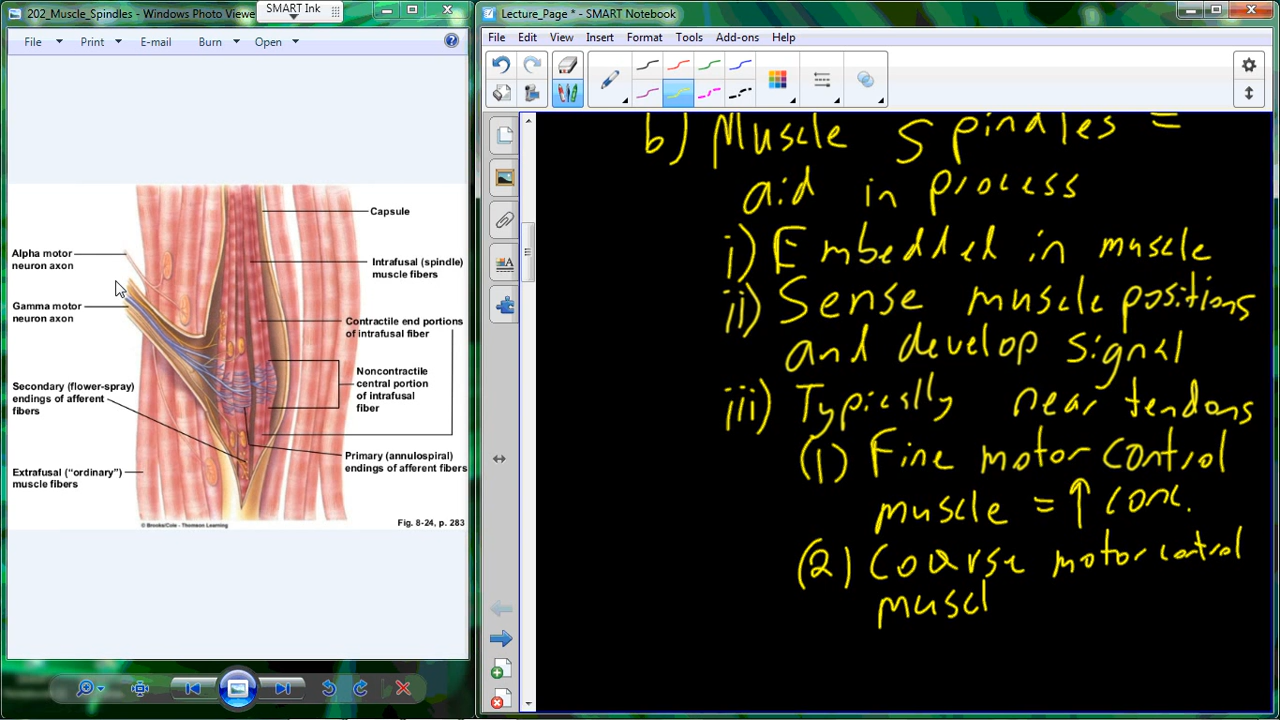 202_Muscle_Spindles - Windows Photo Viewe
SMART Ink
File Print E-mail Burn Open
Capsule
Alpha motor
neuron axon
Intrafusal (spindle)
muscle fibers
Gamma motor
neuron axon
Contractile end portions
of intrafusal fiber
Noncontractile
central portion
of intrafusal
fiber
Secondary (flower-spray)
endings of afferent
fibers
Primary (annulospiral)
endings of afferent fibers
Extrafusal (“ordinary”)
muscle fibers
© Brooks/Cole - Thomson Learning
Fig. 8-24, p. 283
Lecture_Page * - SMART Notebook
File Edit View Insert Format Tools Add-ons Help
b) Muscle Spindles =
aid in process
i) Embedded in muscle
ii) Sense muscle positions
and develop signal
iii) Typically near tendons
(1) Fine motor control
muscle = ↑ conc.
(2) Coarse motor control
muscl